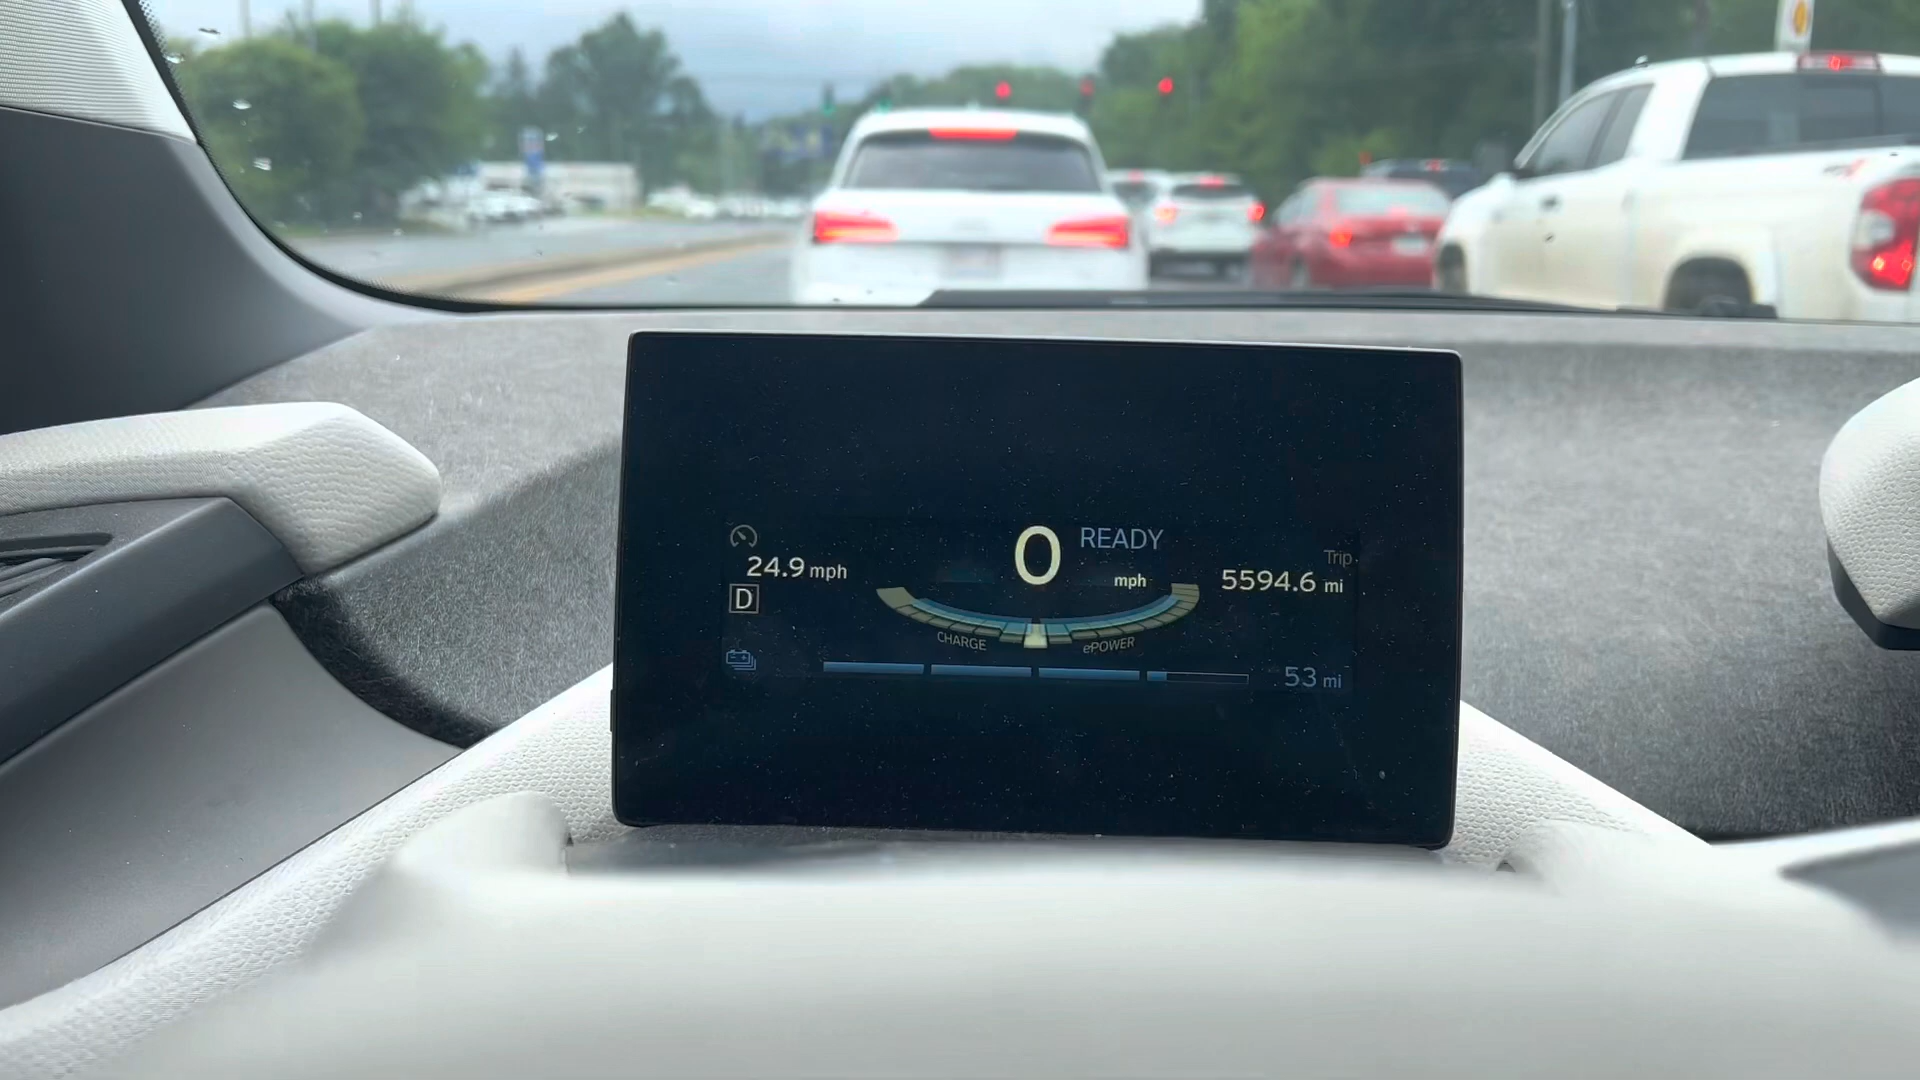 0 READY
mph
24.9 mph
Trip
5594.6 mi
D
CHARGE
ePOWER
53 mi